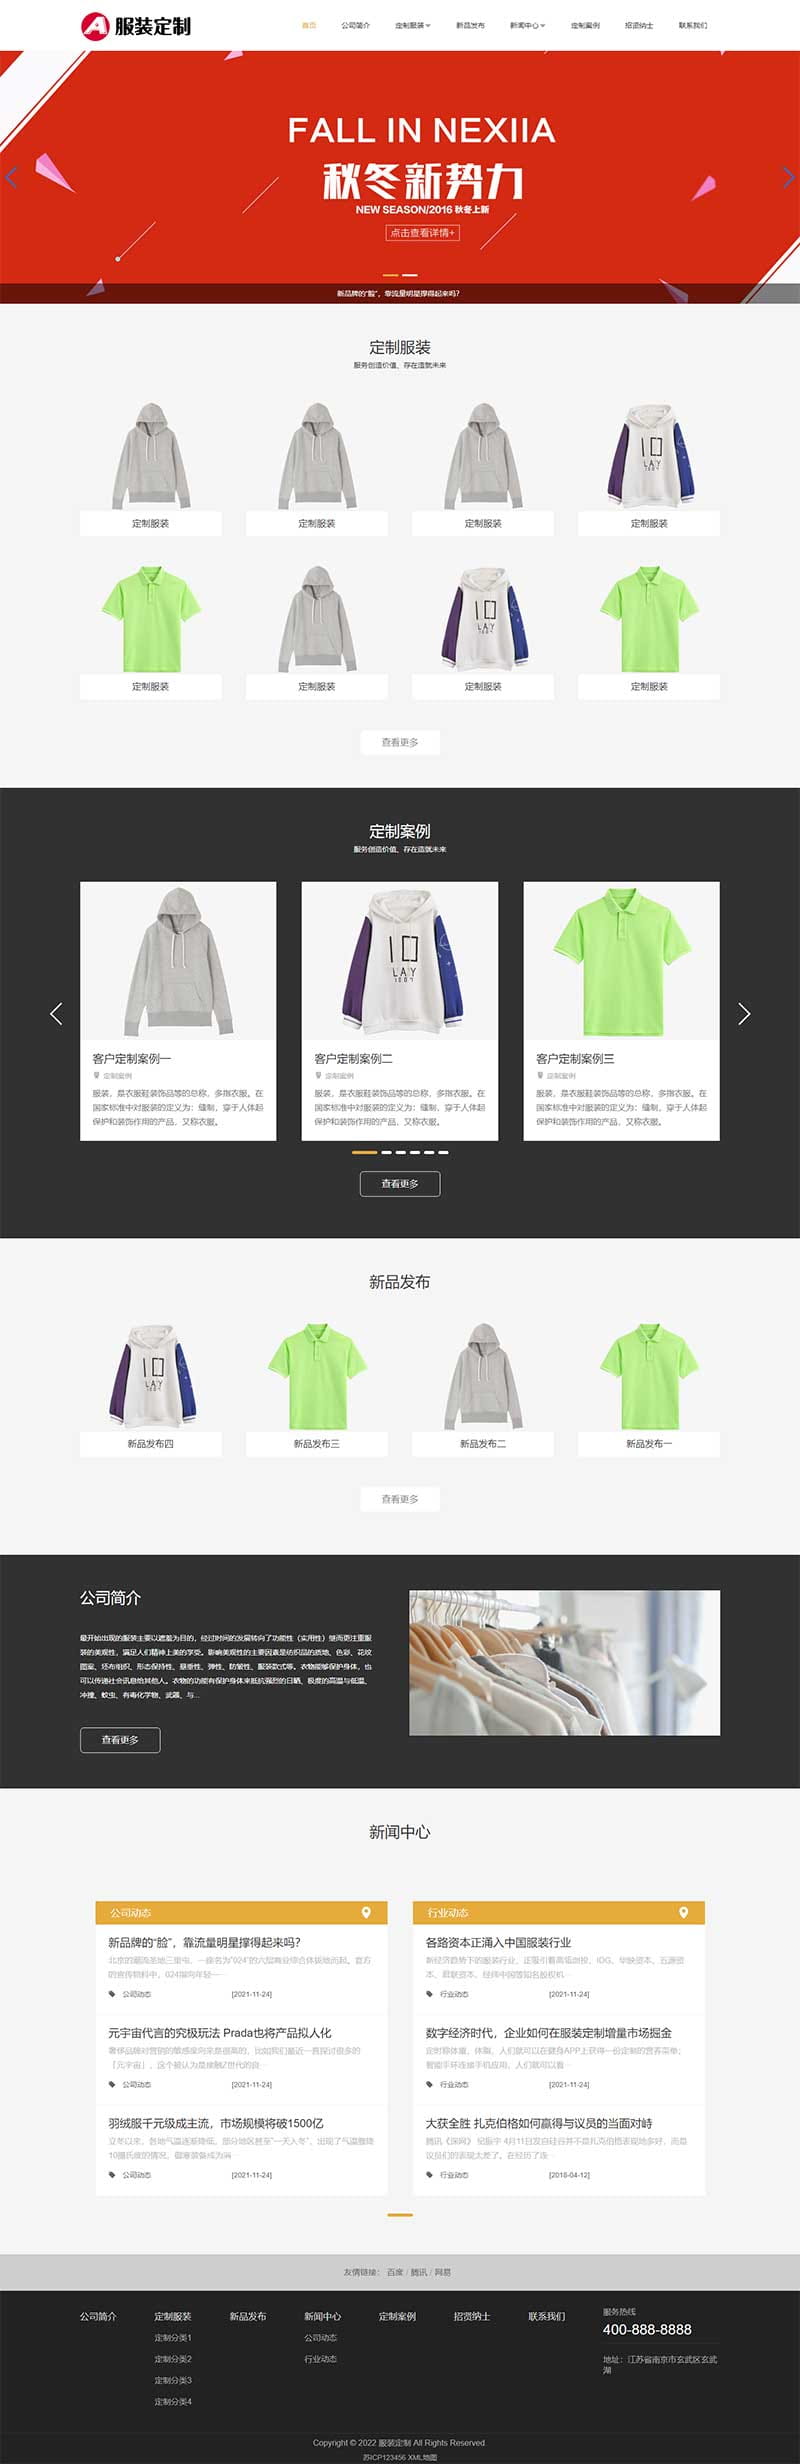 服装定制
首页 公司简介 定制服装 新品发布 新闻中心 定制案例 招贤纳士 联系我们
FALL IN NEXIIA
秋冬新势力
NEW SEASON/2016 秋冬上新
点击查看详情+
新品牌的“脸”，靠流量明星撑得起来吗？
定制服装
服务创造价值、存在造就未来
10
LAY
1007
定制服装 定制服装 定制服装 定制服装
10
LAY
1007
定制服装 定制服装 定制服装 定制服装
查看更多
定制案例
服务创造价值、存在造就未来
10
LAY
1007
客户定制案例一 客户定制案例二 客户定制案例三
定制案例 定制案例 定制案例
服装，是衣服鞋装饰品等的总称，多指衣服。在 服装，是衣服鞋装饰品等的总称，多指衣服。在 服装，是衣服鞋装饰品等的总称，多指衣服。在
国家标准中对服装的定义为：缝制，穿于人体起 国家标准中对服装的定义为：缝制，穿于人体起 国家标准中对服装的定义为：缝制，穿于人体起
保护和装饰作用的产品，又称衣服。 保护和装饰作用的产品，又称衣服。 保护和装饰作用的产品，又称衣服。
查看更多
新品发布
10
LAY
1007
新品发布四 新品发布三 新品发布二 新品发布一
查看更多
公司简介
最开始出现的服装主要以遮羞为目的，经过时间的发展转向了功能性（实用性）继而更注重服
装的美观性，满足人们精神上美的享受。影响美观性的主要因素是纺织品的质地、色彩、花纹
图案、坯布组织、形态保持性、悬垂性、弹性、防皱性、服装款式等。衣物能够保护身体，也
可以传递社会讯息给其他人。衣物的功能有保护身体来抵抗强烈的日晒、极度的高温与低温、
冲撞、蚊虫、有毒化学物、武器、与...
查看更多
新闻中心
公司动态
新品牌的“脸”，靠流量明星撑得起来吗？
北京的潮流圣地三里屯，一座名为“024”的六层商业综合体拔地而起。官方
的宣传物料中，024指向年轻一···
公司动态 [2021-11-24]
元宇宙代言的究极玩法 Prada也将产品拟人化
奢侈品牌对营销的敏感度向来是很高的，比如我们最近一直探讨很多的
「元宇宙」，这个被认为是接触Z世代的良···
公司动态 [2021-11-24]
羽绒服千元级成主流，市场规模将破1500亿
立冬以来，各地气温逐渐降低，部分地区甚至“一天入冬”，出现了气温骤降
10摄氏度的情况，御寒装备成为消···
公司动态 [2021-11-24]
行业动态
各路资本正涌入中国服装行业
新经济趋势下的服装行业，正吸引着高瓴创投、IDG、华映资本、五源资
本、君联资本、经纬中国等知名股权机···
行业动态 [2021-11-24]
数字经济时代，企业如何在服装定制增量市场掘金
定时称体重、体脂，人们就可以在健身APP上获得一份定制的营养菜单；
智能手环连接手机应用，人们就可以看···
行业动态 [2021-11-24]
大获全胜 扎克伯格如何赢得与议员的当面对峙
腾讯《深网》 纪振宇 4月11日发自硅谷并不是扎克伯格表现地多好，而是
议员们的表现太差了。在经历了连···
行业动态 [2018-04-12]
友情链接： 百度 / 腾讯 / 网易
公司简介 定制服装 新品发布 新闻中心 定制案例 招贤纳士 联系我们
定制分类1
定制分类2
定制分类3
定制分类4
公司动态
行业动态
服务热线
400-888-8888
地址：江苏省南京市玄武区玄武
湖
Copyright © 2022 服装定制 All Rights Reserved
苏ICP123456 XML地图